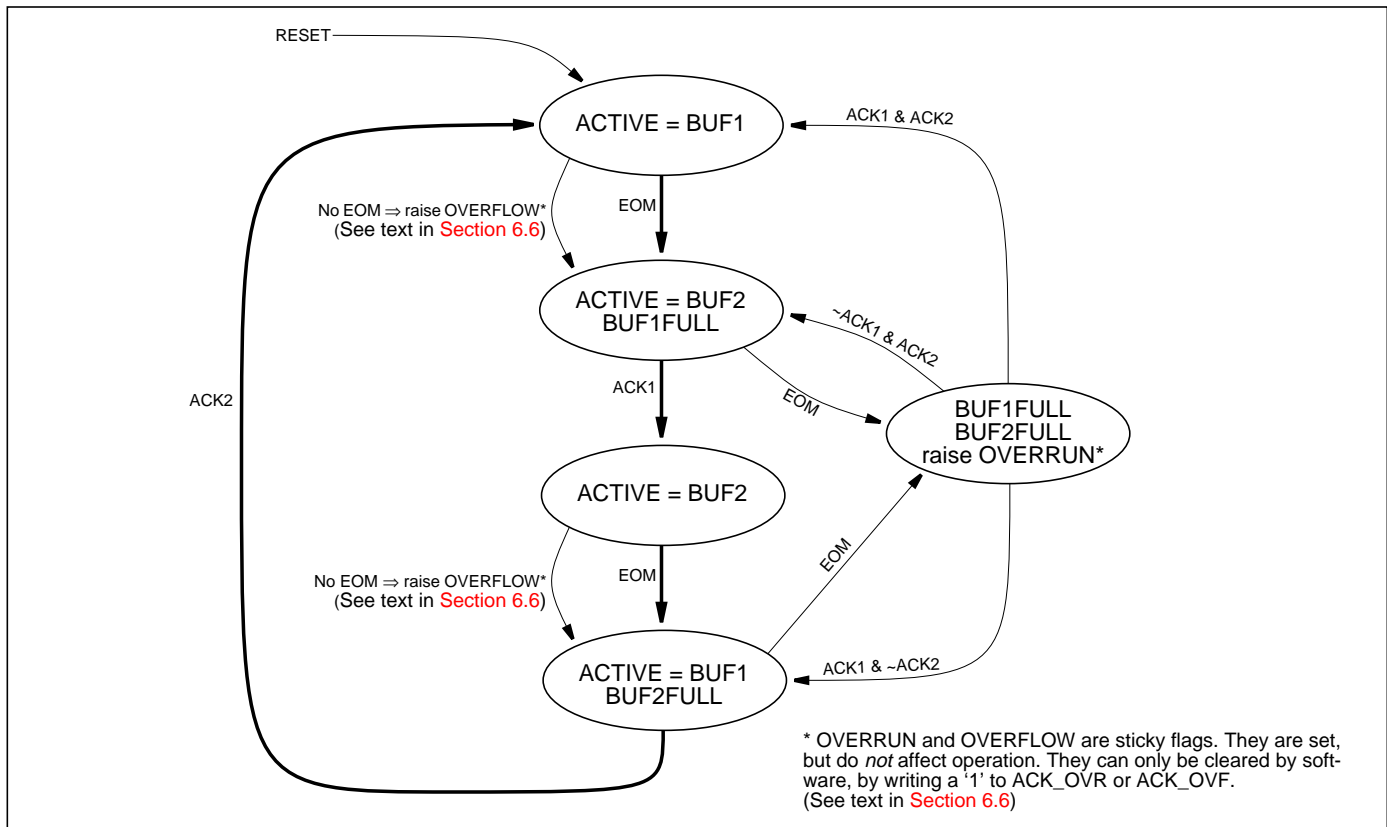 RESET
ACTIVE = BUF1
ACK1 & ACK2
No EOM ⇒ raise OVERFLOW*
(See text in Section 6.6)
EOM
ACTIVE = BUF2
BUF1FULL
~ACK1 & ACK2
EOM
ACK1
ACK2
BUF1FULL
BUF2FULL
raise OVERRUN*
ACTIVE = BUF2
No EOM ⇒ raise OVERFLOW*
(See text in Section 6.6)
EOM
EOM
ACTIVE = BUF1
BUF2FULL
ACK1 & ~ACK2
* OVERRUN and OVERFLOW are sticky flags. They are set,
but do not affect operation. They can only be cleared by soft-
ware, by writing a ‘1’ to ACK_OVR or ACK_OVF.
(See text in Section 6.6)